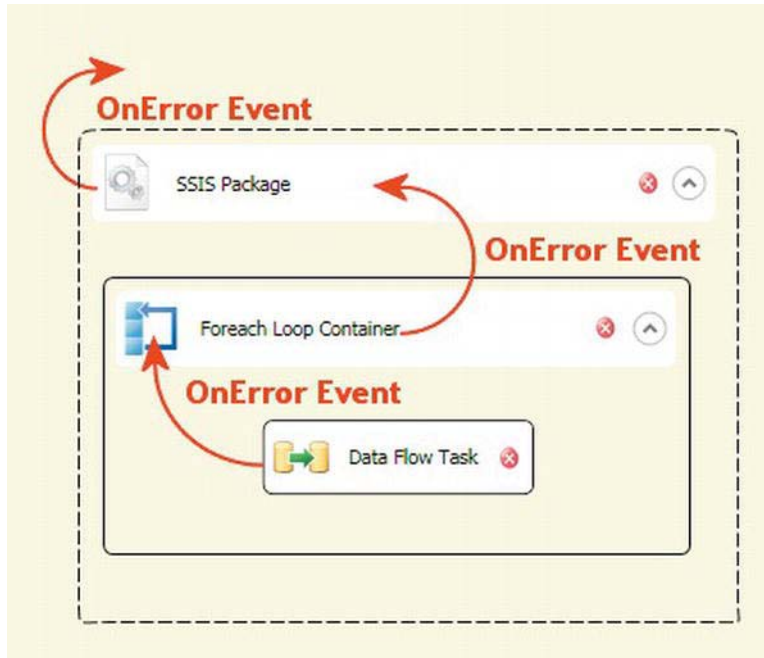 OnError Event
SSIS Package
OnError Event
Foreach Loop Container
OnError Event
Data Flow Task